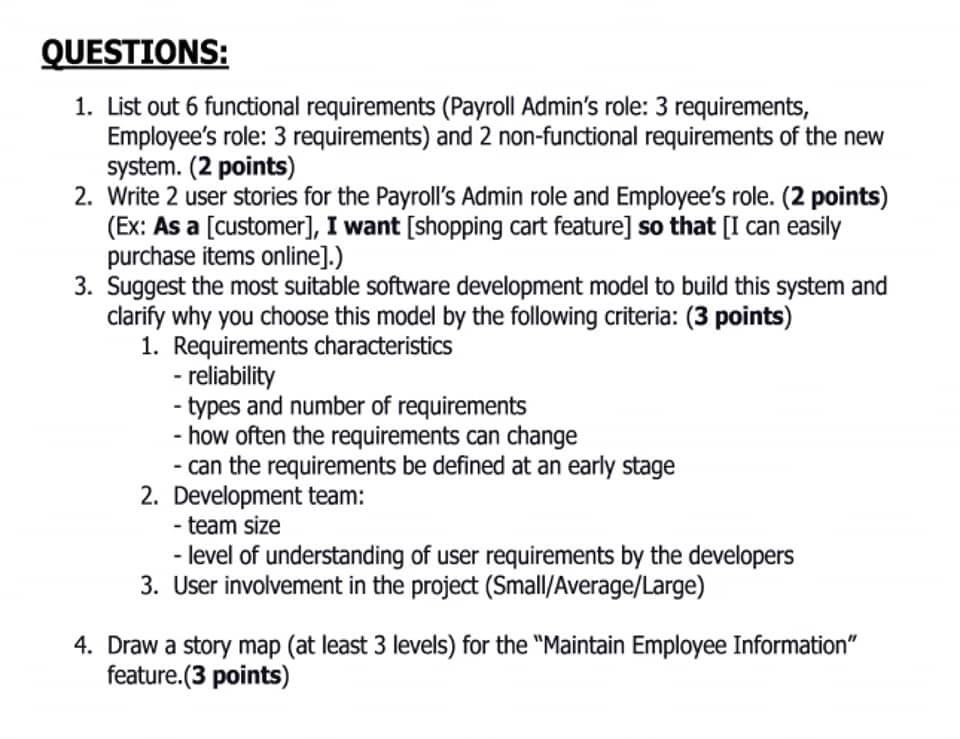 QUESTIONS:
1. List out 6 functional requirements (Payroll Admin's role: 3 requirements,
Employee's role: 3 requirements) and 2 non-functional requirements of the new
system. (2 points)
2. Write 2 user stories for the Payroll's Admin role and Employee's role. (2 points)
(Ex: As a [customer], I want [shopping cart feature] so that [I can easily
purchase items online].)
3. Suggest the most suitable software development model to build this system and
clarify why you choose this model by the following criteria: (3 points)
1. Requirements characteristics
- reliability
- types and number of requirements
- how often the requirements can change
- can the requirements be defined at an early stage
2. Development team:
- team size
- level of understanding of user requirements by the developers
3. User involvement in the project (Small/Average/Large)
4. Draw a story map (at least 3 levels) for the "Maintain Employee Information"
feature.(3 points)